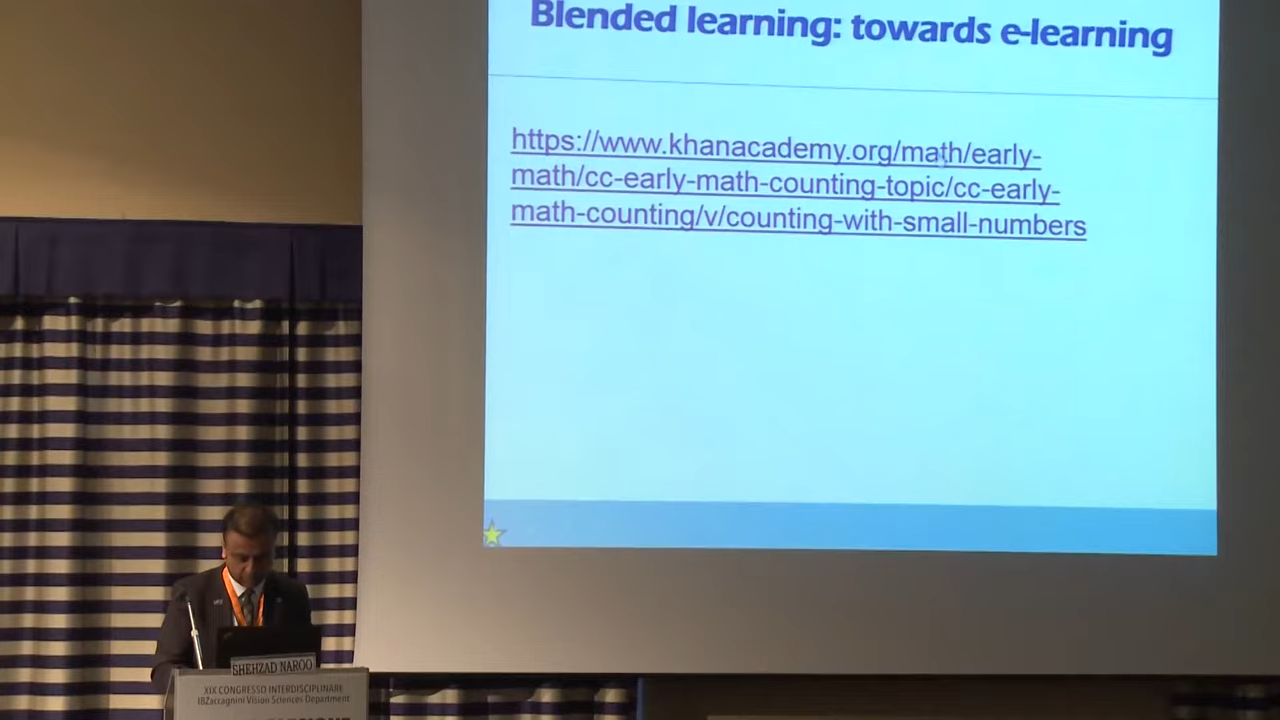 Blended learning: towards e-learning
https://www.khanacademy.org/math/early-
math/cc-early-math-counting-topic/cc-early-
math-counting/v/counting-with-small-numbers
SHEHZAD NAROO
XIX CONGRESSO INTERDISCIPLINARE
IBZaccagnini Vision Sciences Department